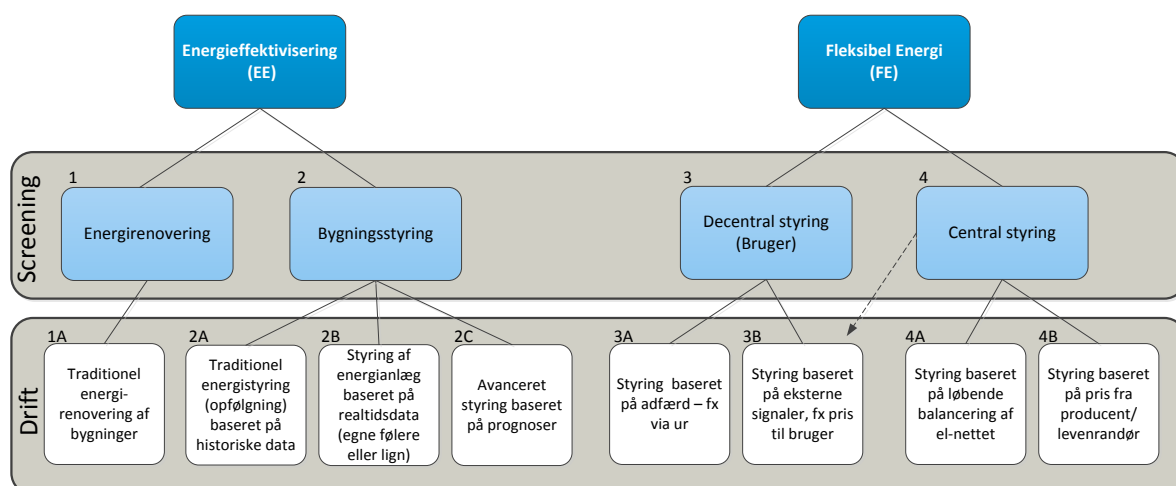 Energieffektivisering
(EE)
Fleksibel Energi
(FE)
Screening
1
Energirenovering
2
Bygningsstyring
3
Decentral styring
(Bruger)
4
Central styring
Drift
1A
Traditionel
energi-
renovering af
bygninger
2A
Traditionel
energistyring
(opfølgning)
baseret på
historiske data
2B
Styring af
energianlæg
baseret på
realtidsdata
(egne følere
eller lign)
2C
Avanceret
styring baseret
på prognoser
3A
Styring baseret
på adfærd – fx
via ur
3B
Styring baseret
på eksterne
signaler, fx pris
til bruger
4A
Styring baseret
på løbende
balancering af
el-nettet
4B
Styring baseret
på pris fra
producent/
levenrandør